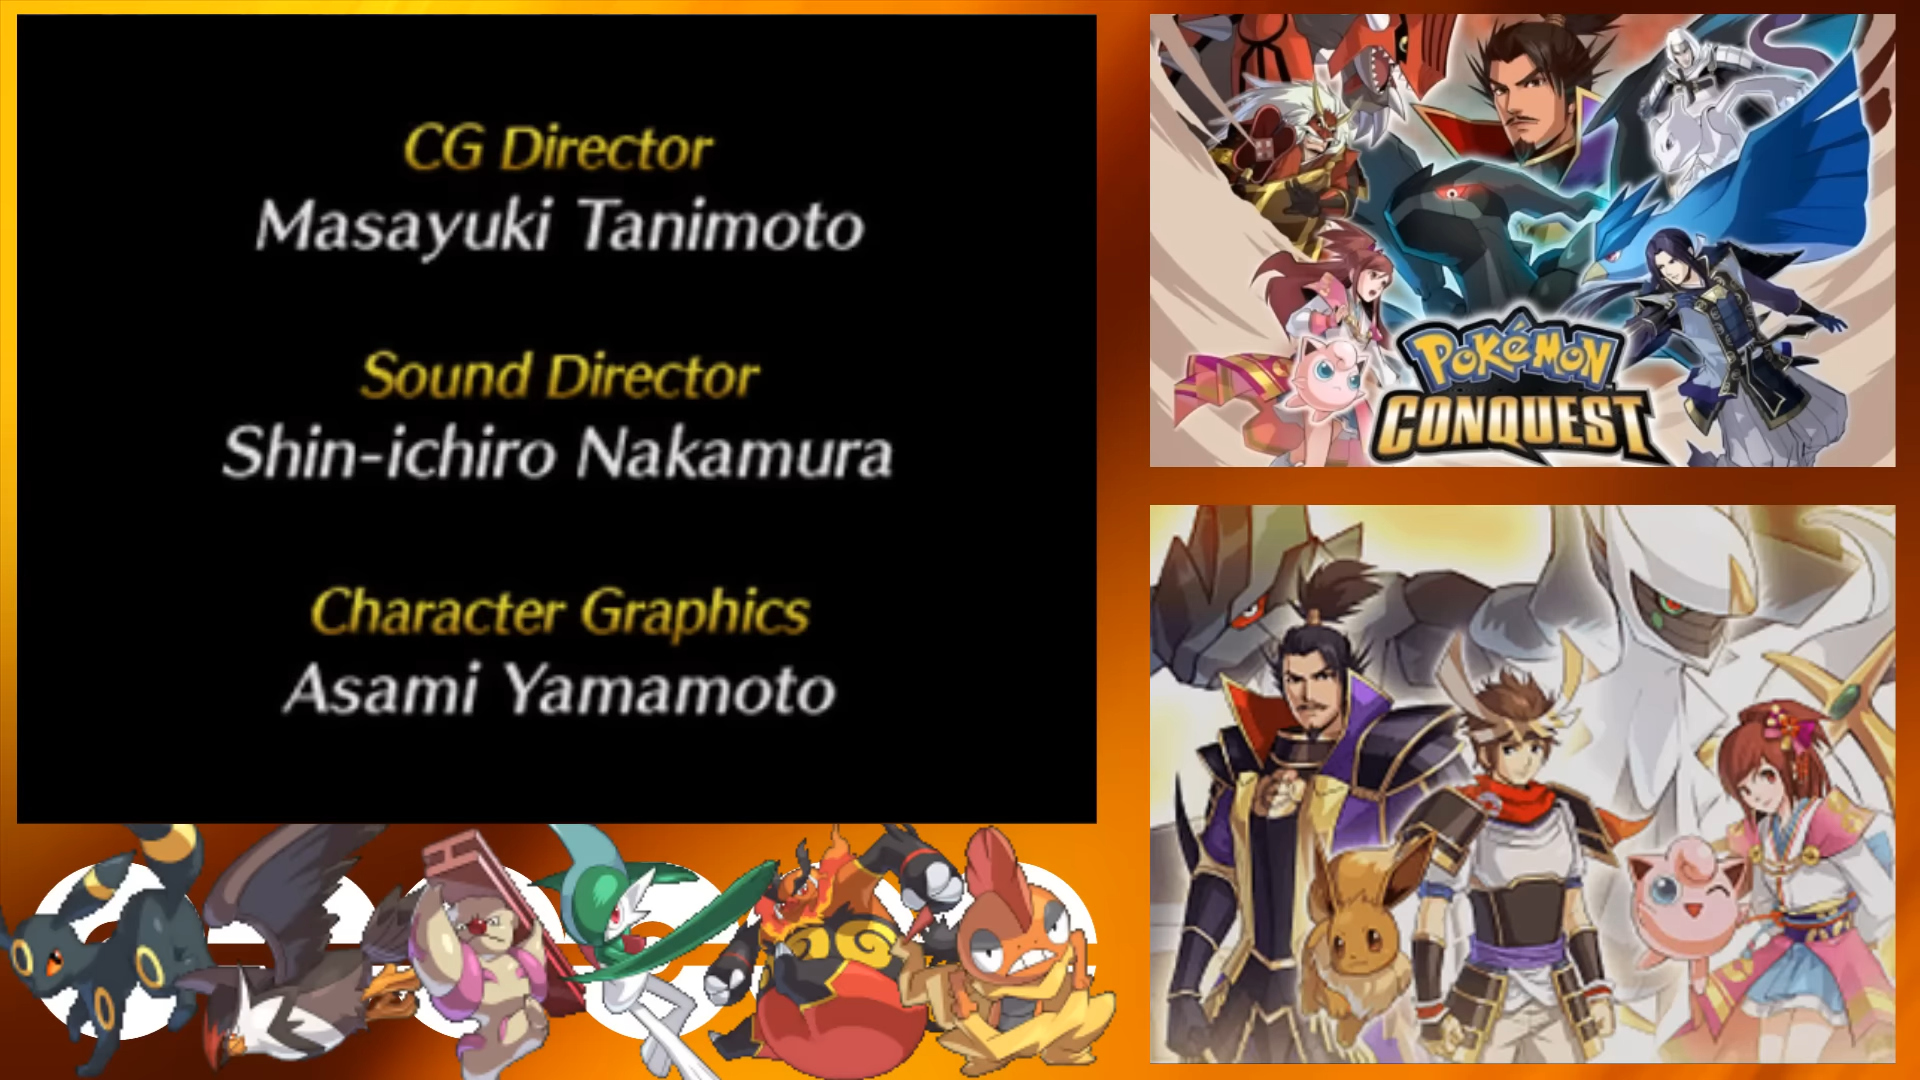 CG Director
Masayuki Tanimoto
Sound Director
Shin-ichiro Nakamura
Character Graphics
Asami Yamamoto
POKéMON
CONQUEST